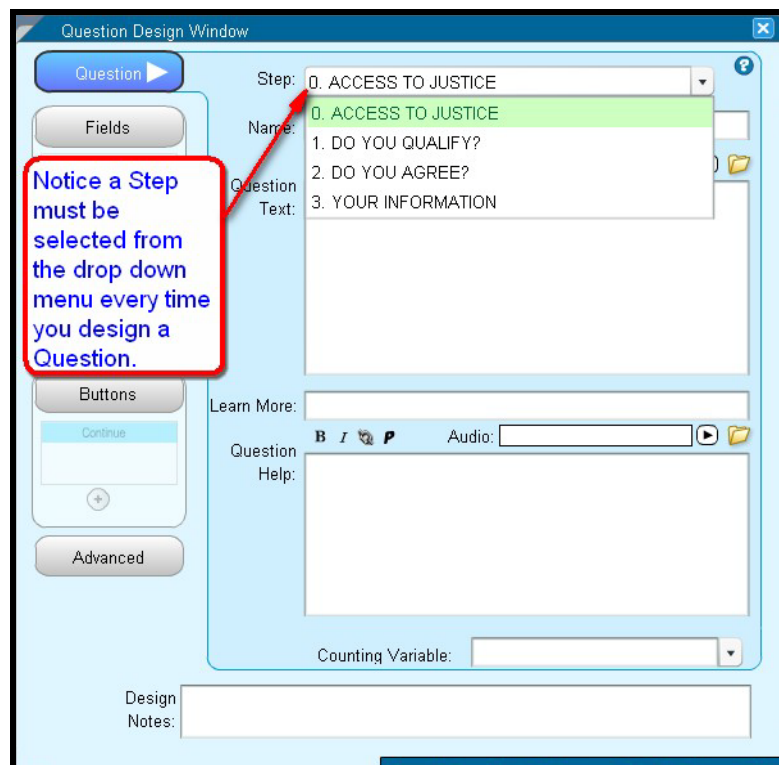 Question Design Window
Question
Step: 0. ACCESS TO JUSTICE
0. ACCESS TO JUSTICE
1. DO YOU QUALIFY?
2. DO YOU AGREE?
3. YOUR INFORMATION
Fields
Name:
Question
Text:
Notice a Step
must be
selected from
the drop down
menu every time
you design a
Question.
Buttons
Continue
Learn More:
B I P Audio:
Question
Help:
Advanced
Counting Variable:
Design
Notes: